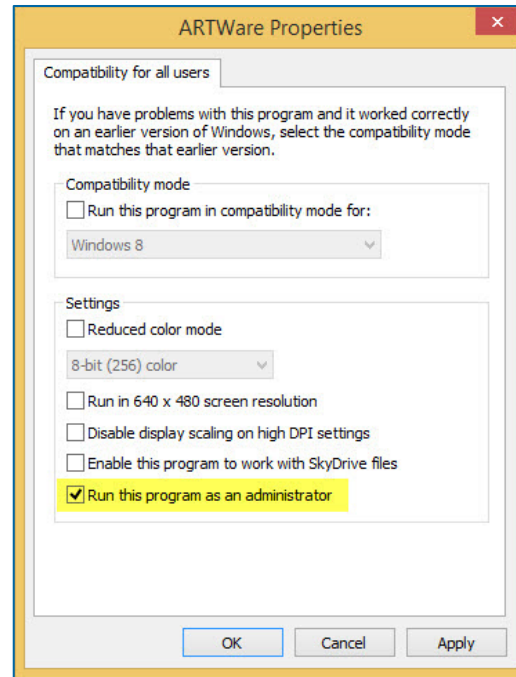 ARTWare Properties
Compatibility for all users
If you have problems with this program and it worked correctly
on an earlier version of Windows, select the compatibility mode
that matches that earlier version.
Compatibility mode
Run this program in compatibility mode for:
Windows 8
Settings
Reduced color mode
8-bit (256) color
Run in 640 x 480 screen resolution
Disable display scaling on high DPI settings
Enable this program to work with SkyDrive files
Run this program as an administrator
OK
Cancel
Apply